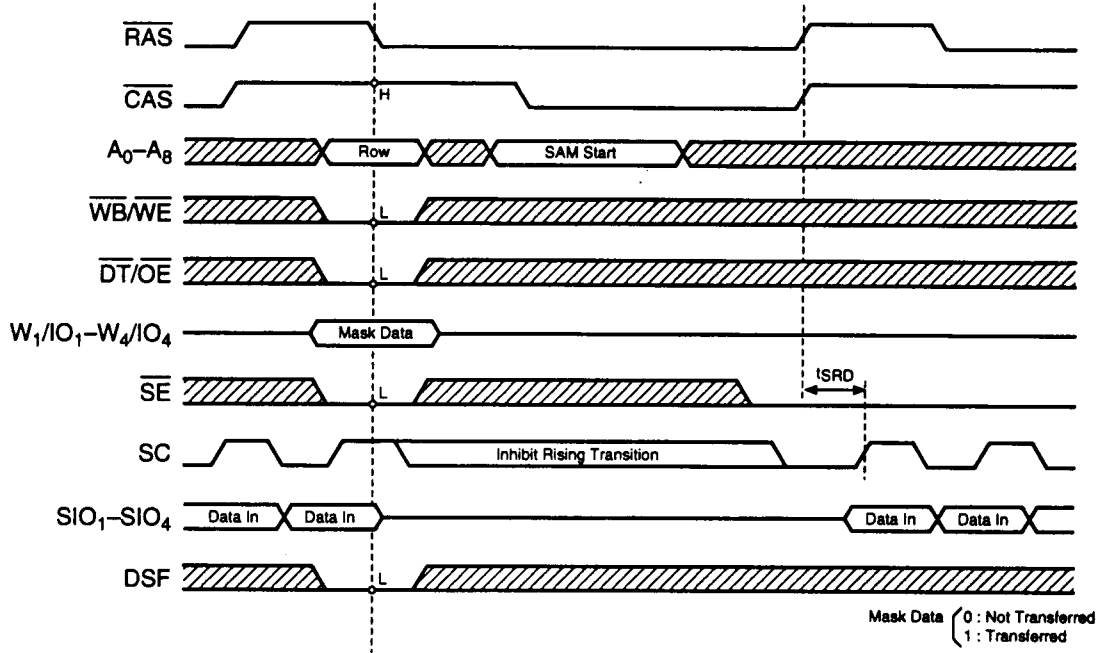 RAS
CAS
H
A0–A8
Row
SAM Start
WB/WE
L
DT/OE
L
W1/IO1–W4/IO4
Mask Data
tSRD
SE
L
SC
Inhibit Rising Transition
SIO1–SIO4
Data In
Data In
Data In
Data In
DSF
L
Mask Data
0 : Not Transferred
1 : Transferred